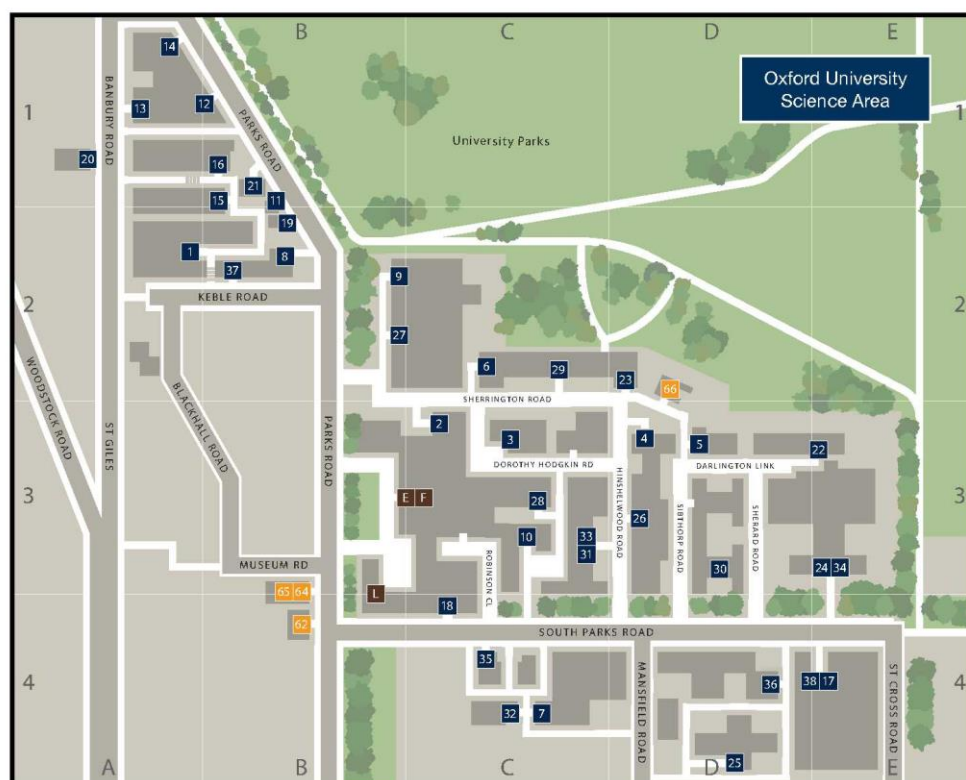 B
C
D
E
Oxford University
Science Area
14
13
12
BANBURY ROAD
PARKS ROAD
1
1
University Parks
20
16
21
15
11
19
1
8
37
9
KEBLE ROAD
2
2
27
6
29
23
66
WOODSTOCK ROAD
ST GILES
BLACKHALL ROAD
PARKS ROAD
SHERRINGTON ROAD
2
3
4
5
22
DOROTHY HODGKIN RD
DARLINGTON LINK
3
3
E F
28
HINSHELWOOD ROAD
26
SIBTHORP ROAD
SHERARD ROAD
10
33
31
ROBINSON CL
30
24 34
MUSEUM RD
65 64
L
18
62
SOUTH PARKS ROAD
35
MANSFIELD ROAD
36
38 17
ST CROSS ROAD
4
4
32
7
25
A
B
C
D
E